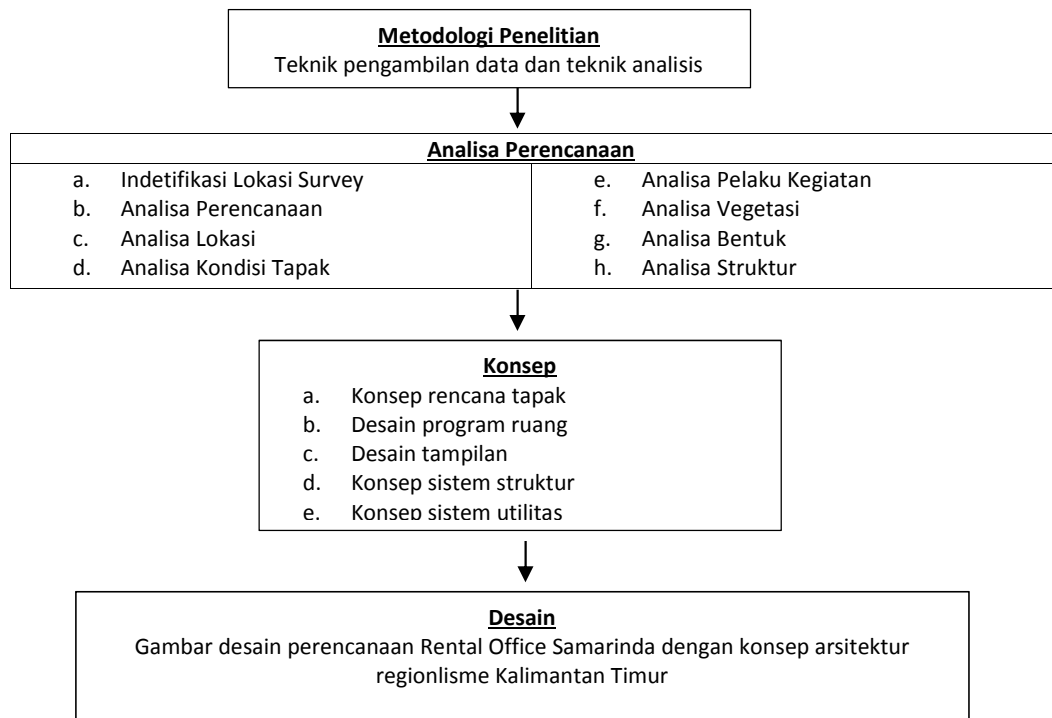 Metodologi Penelitian
Teknik pengambilan data dan teknik analisis
Analisa Perencanaan
a. Indetifikasi Lokasi Survey
b. Analisa Perencanaan
c. Analisa Lokasi
d. Analisa Kondisi Tapak
e. Analisa Pelaku Kegiatan
f. Analisa Vegetasi
g. Analisa Bentuk
h. Analisa Struktur
Konsep
a. Konsep rencana tapak
b. Desain program ruang
c. Desain tampilan
d. Konsep sistem struktur
e. Konsep sistem utilitas
Desain
Gambar desain perencanaan Rental Office Samarinda dengan konsep arsitektur
regionlisme Kalimantan Timur